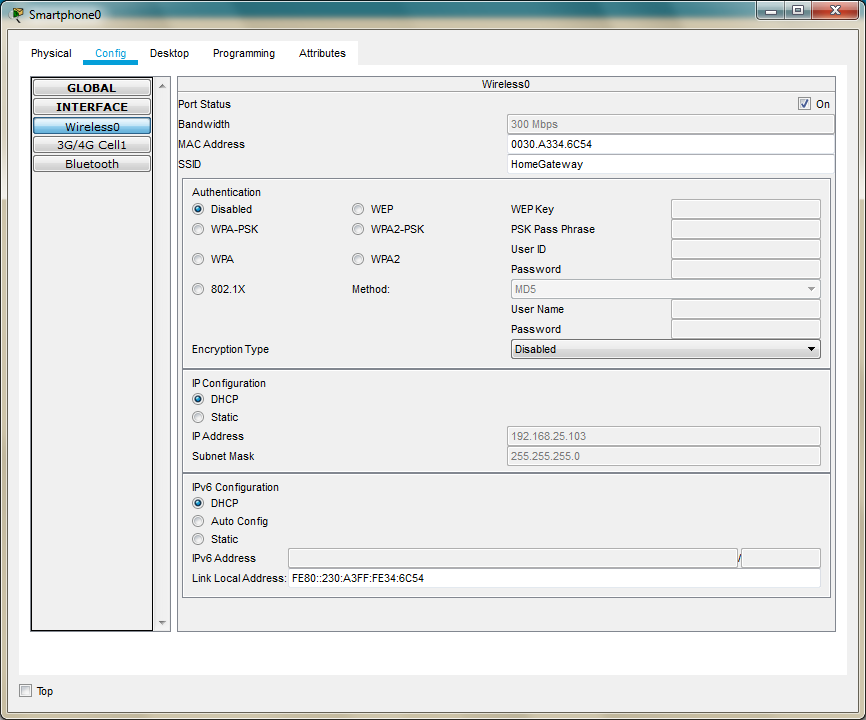 Smartphone0
Physical Config Desktop Programming Attributes
GLOBAL
INTERFACE
Wireless0
3G/4G Cell1
Bluetooth
Wireless0
Port Status On
Bandwidth 300 Mbps
MAC Address 0030.A334.6C54
SSID HomeGateway
Authentication
Disabled WEP WEP Key
WPA-PSK WPA2-PSK PSK Pass Phrase
User ID
WPA WPA2
Password
802.1X Method: MD5
User Name
Password
Encryption Type Disabled
IP Configuration
DHCP
Static
IP Address 192.168.25.103
Subnet Mask 255.255.255.0
IPv6 Configuration
DHCP
Auto Config
Static
IPv6 Address /
Link Local Address: FE80::230:A3FF:FE34:6C54
Top